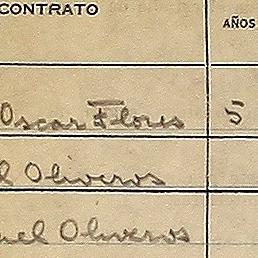 CONTRATO
AÑOS
Oscar Flores 5
l Oliveros
uel Oliveros